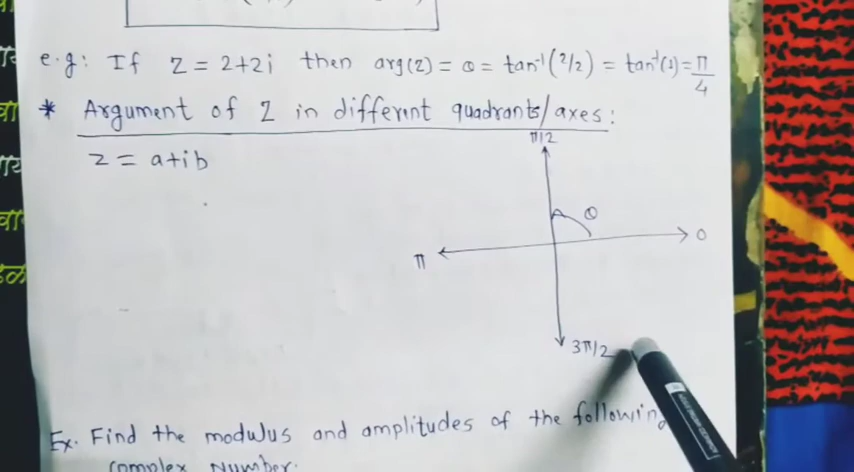 e.g: If Z = 2+2i then arg(z) = θ = tan⁻¹(2/2) = tan⁻¹(1) = π/4
* Argument of Z in different quadrants/axes:
z = a+ib
π/2
θ
0
π
3π/2
Ex. Find the modulus and amplitudes of the following
complex number.